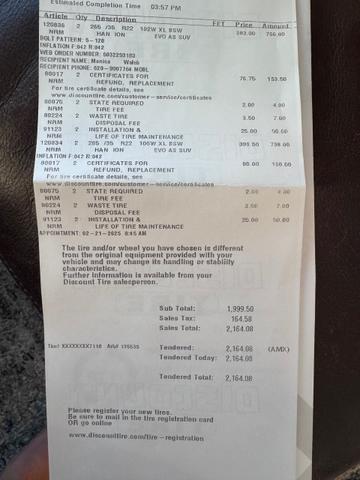 Estimated Completion Time 03:57 PM
Article Qty Description FET Price Amount
120836 2 265 /35 R22 102W XL BSW 383.00 766.00
NRM HAN ION EVO AS SUV
BOLT PATTERN: 5-120
INFLATION F:042 R:042
WEB ORDER NUMBER: 6032253183
RECIPIENT NAME: Monica Walsh
RECIPIENT PHONE: 629-9007764 MOBL
80017 2 CERTIFICATES FOR 76.75 153.50
NRM REFUND, REPLACEMENT
For tire certificate details, see
www.discounttire.com/customer-service/certificates
80075 2 STATE REQUIRED 2.00 4.00
NRM TIRE FEE
80224 2 WASTE TIRE 3.50 7.00
NRM DISPOSAL FEE
91123 2 INSTALLATION & 25.00 50.00
NRM LIFE OF TIRE MAINTENANCE
120834 2 285 /35 R22 106W XL BSW
NRM HAN ION EVO AS SUV
INFLATION F:042 R:042
80017 2 CERTIFICATES FOR
NRM REFUND, REPLACEMENT
For tire certificate details, see
www.discounttire.com/customer-service/certificates
80075 2 STATE REQUIRED 2.00 4.00
NRM TIRE FEE
80224 2 WASTE TIRE 3.50 7.00
NRM DISPOSAL FEE
91123 2 INSTALLATION & 25.00 50.00
NRM LIFE OF TIRE MAINTENANCE
APPOINTMENT: 02-21-2025 8:45 AM
The tire and/or wheel you have chosen is different
from the original equipment provided with your
vehicle and may change its handling or stability
characteristics.
Further information is available from your
Discount Tire salesperson.
Sub Total: 1,999.50
Sales Tax: 164.58
Sales Total: 2,164.08
Tendered: 2,164.08 (AMX)
Tendered Today: 2,164.08
Tendered Total: 2,164.08
Please register your new tires.
Be sure to mail in the tire registration card
OR go online
www.discounttire.com/tire-registration